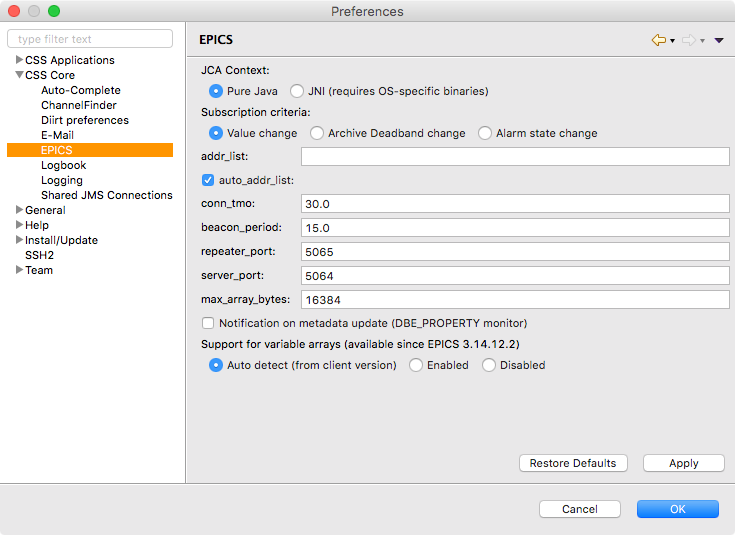 Preferences
type filter text
CSS Applications
CSS Core
Auto-Complete
ChannelFinder
Diirt preferences
E-Mail
EPICS
Logbook
Logging
Shared JMS Connections
General
Help
Install/Update
SSH2
Team
EPICS
JCA Context:
Pure Java JNI (requires OS-specific binaries)
Subscription criteria:
Value change Archive Deadband change Alarm state change
addr_list:
auto_addr_list:
conn_tmo: 30.0
beacon_period: 15.0
repeater_port: 5065
server_port: 5064
max_array_bytes: 16384
Notification on metadata update (DBE_PROPERTY monitor)
Support for variable arrays (available since EPICS 3.14.12.2)
Auto detect (from client version) Enabled Disabled
Restore Defaults Apply
Cancel OK